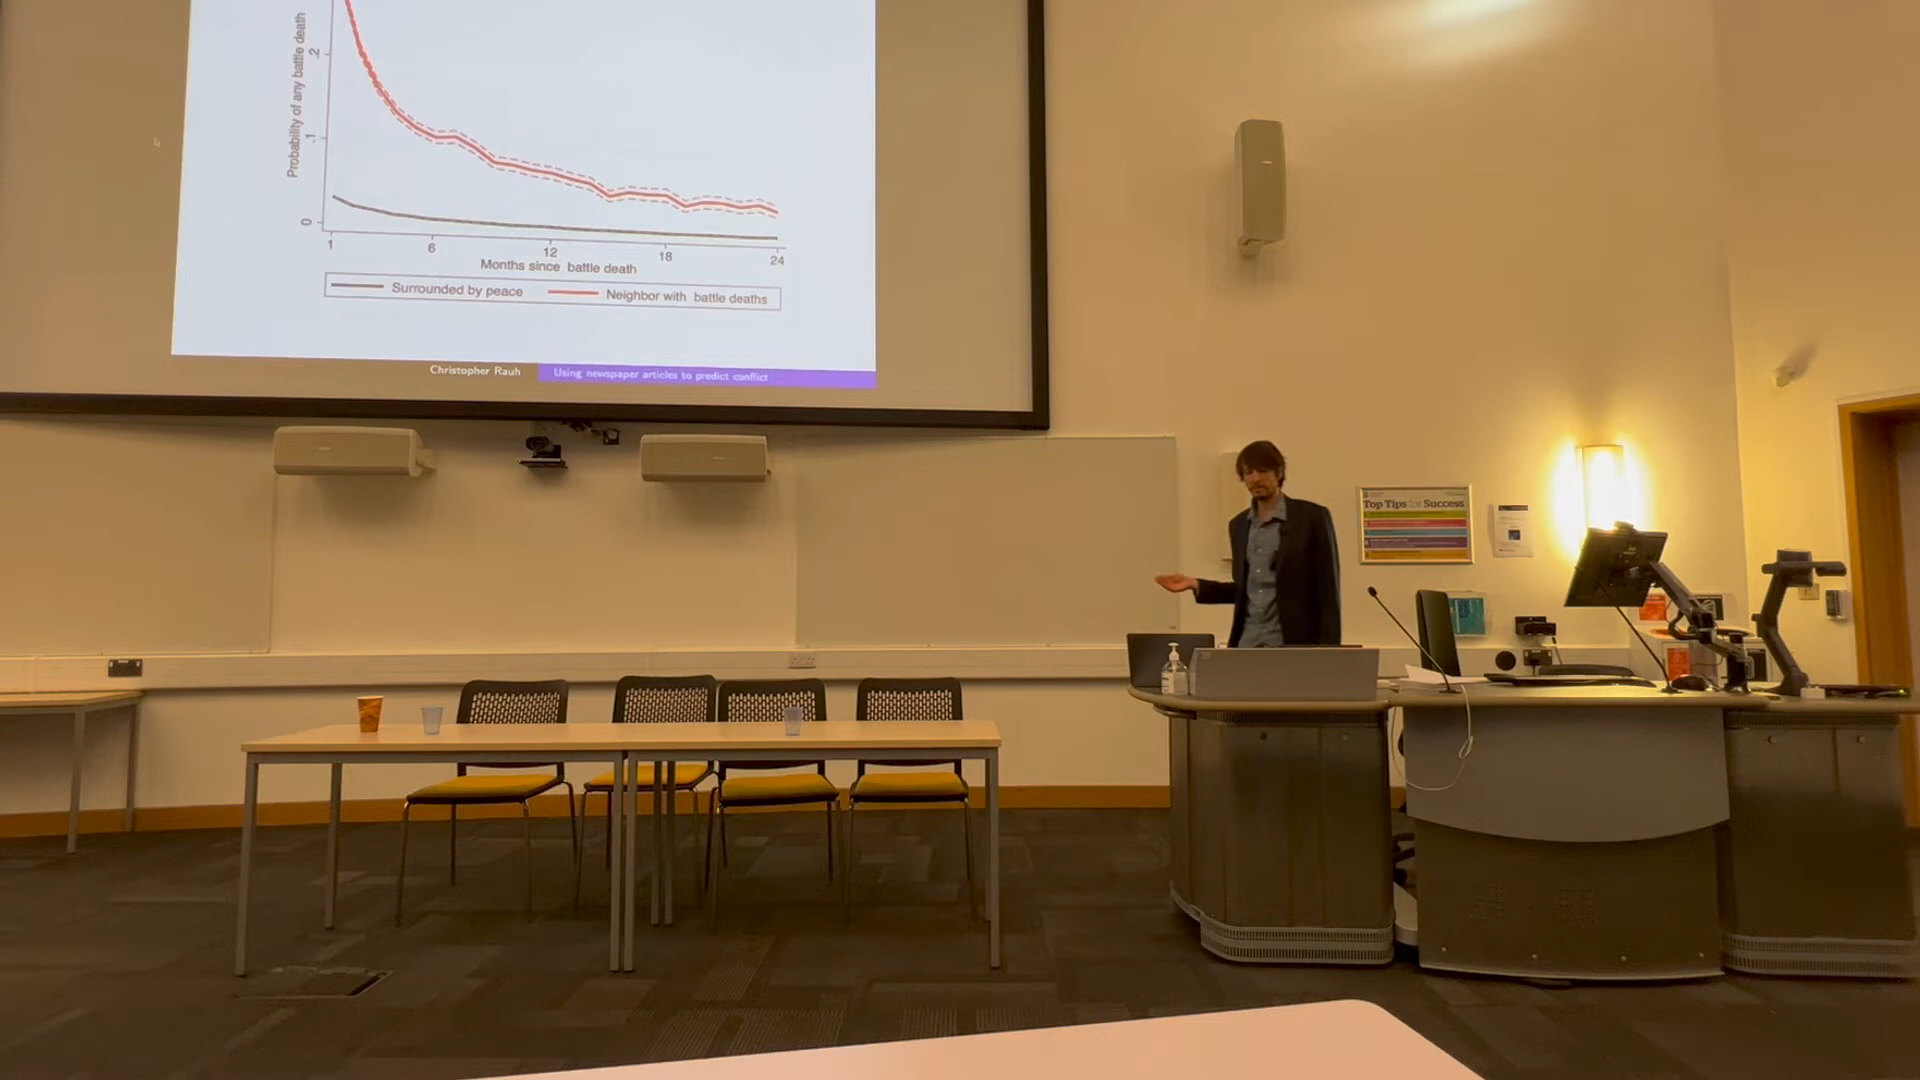 Probability of any battle death
.2
.1
0
1 6 12 18 24
Months since battle death
Surrounded by peace Neighbor with battle deaths
Christopher Rauh Using newspaper articles to predict conflict
Top Tips for Success